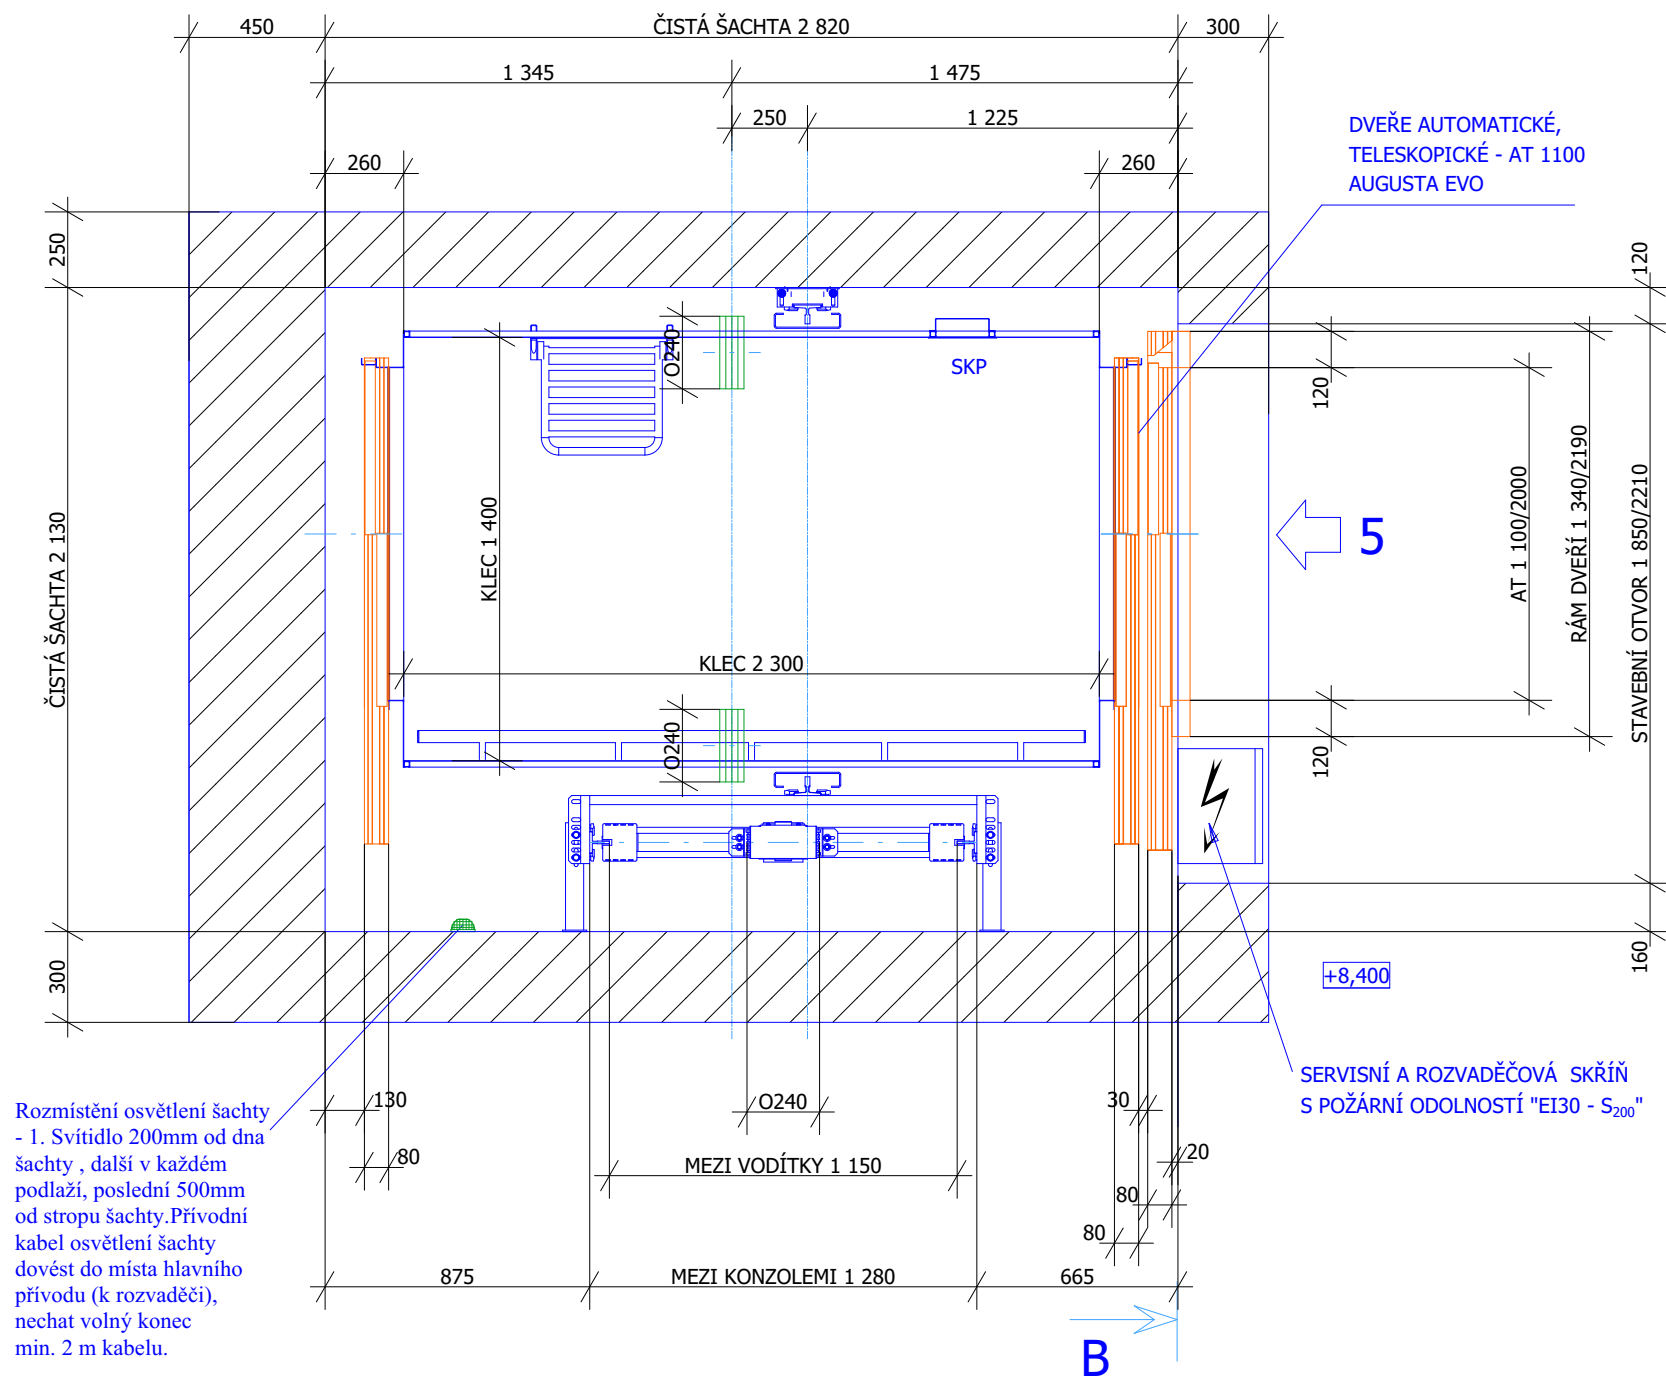 450
ČISTÁ ŠACHTA 2 820
300
1 345
1 475
250
1 225
260
260
DVEŘE AUTOMATICKÉ,
TELESKOPICKÉ - AT 1100
AUGUSTA EVO
250
120
O240
SKP
120
KLEC 1 400
5
ČISTÁ ŠACHTA 2 130
AT 1 100/2000
RÁM DVEŘÍ 1 340/2190
STAVEBNÍ OTVOR 1 850/2210
KLEC 2 300
O240
120
300
160
+8,400
SERVISNÍ A ROZVADĚČOVÁ SKŘÍŇ
S POŽÁRNÍ ODOLNOSTÍ "EI30 - S200"
130
O240
30
80
MEZI VODÍTKY 1 150
20
80
80
875
MEZI KONZOLEMI 1 280
665
B
Rozmístění osvětlení šachty
- 1. Svítidlo 200mm od dna
šachty , další v každém
podlaží, poslední 500mm
od stropu šachty.Přívodní
kabel osvětlení šachty
dovést do místa hlavního
přívodu (k rozvaděči),
nechat volný konec
min. 2 m kabelu.